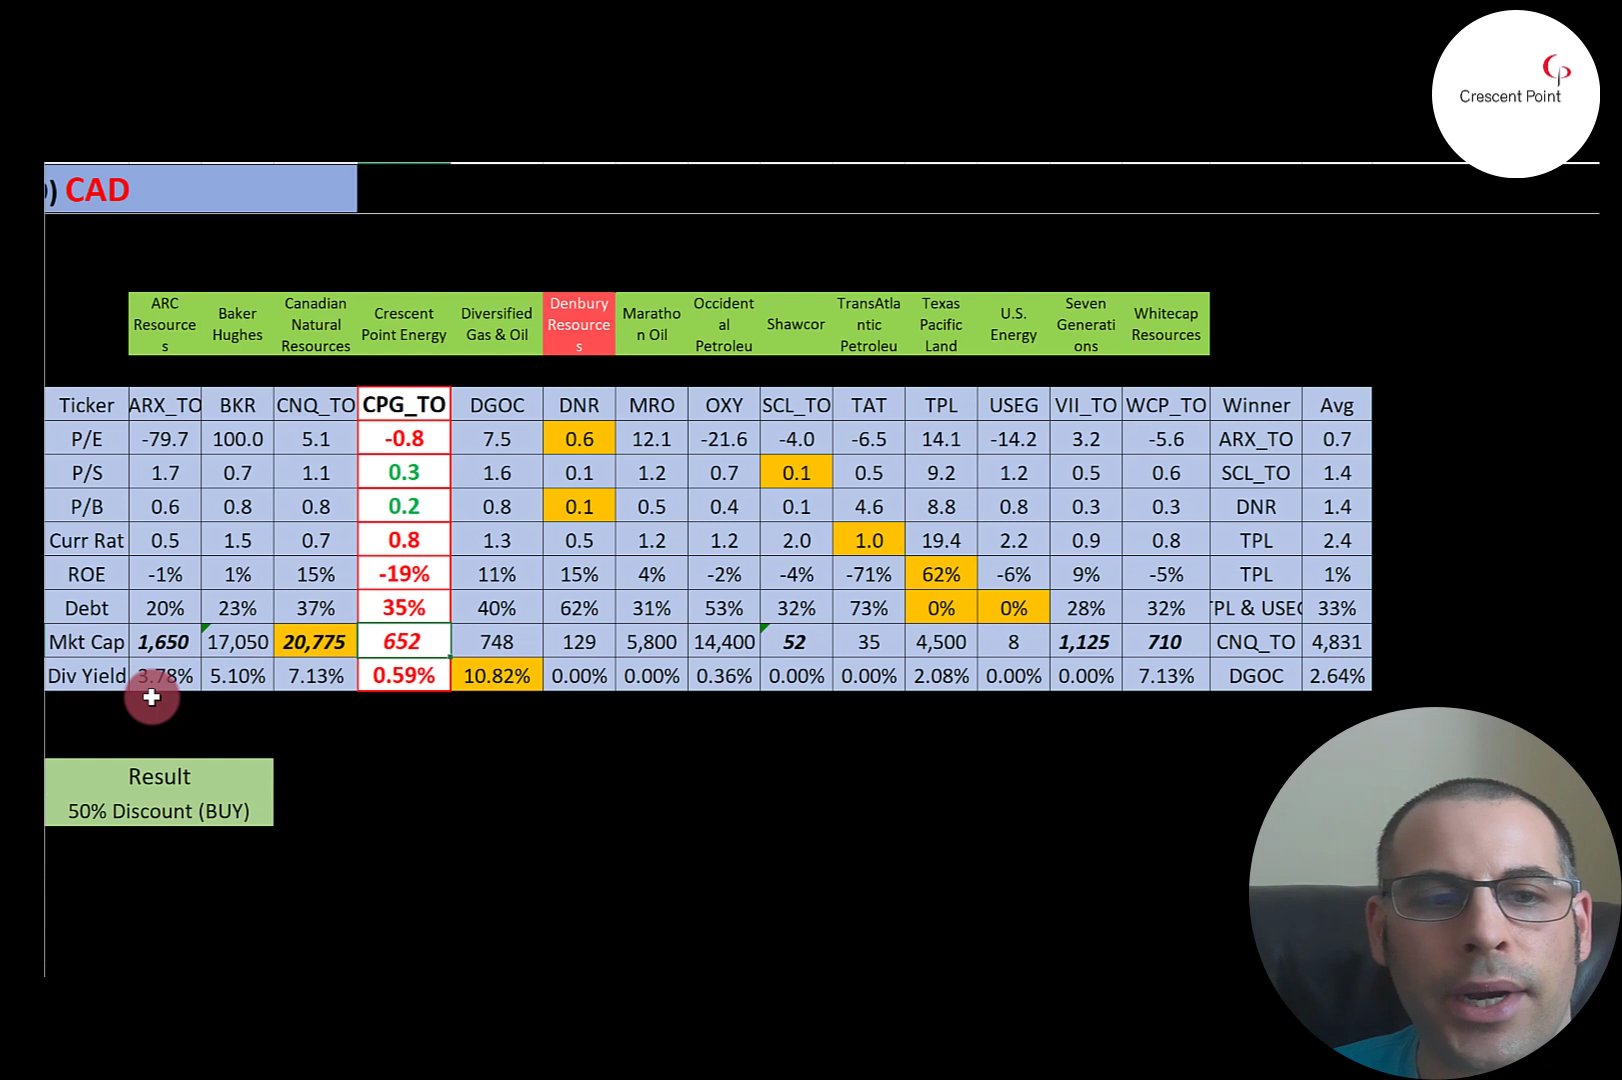 Crescent Point
) CAD
ARC Resources
Baker Hughes
Canadian Natural Resources
Crescent Point Energy
Diversified Gas & Oil
Denbury Resources
Marathon Oil
Occidental Petroleu
Shawcor
TransAtlantic Petroleu
Texas Pacific Land
U.S. Energy
Seven Generations
Whitecap Resources
Ticker ARX_TO BKR CNQ_TO CPG_TO DGOC DNR MRO OXY SCL_TO TAT TPL USEG VII_TO WCP_TO Winner Avg
P/E -79.7 100.0 5.1 -0.8 7.5 0.6 12.1 -21.6 -4.0 -6.5 14.1 -14.2 3.2 -5.6 ARX_TO 0.7
P/S 1.7 0.7 1.1 0.3 1.6 0.1 1.2 0.7 0.1 0.5 9.2 1.2 0.5 0.6 SCL_TO 1.4
P/B 0.6 0.8 0.8 0.2 0.8 0.1 0.5 0.4 0.1 4.6 8.8 0.8 0.3 0.3 DNR 1.4
Curr Rat 0.5 1.5 0.7 0.8 1.3 0.5 1.2 1.2 2.0 1.0 19.4 2.2 0.9 0.8 TPL 2.4
ROE -1% 1% 15% -19% 11% 15% 4% -2% -4% -71% 62% -6% 9% -5% TPL 1%
Debt 20% 23% 37% 35% 40% 62% 31% 53% 32% 73% 0% 0% 28% 32% TPL & USEG 33%
Mkt Cap 1,650 17,050 20,775 652 748 129 5,800 14,400 52 35 4,500 8 1,125 710 CNQ_TO 4,831
Div Yield 3.78% 5.10% 7.13% 0.59% 10.82% 0.00% 0.00% 0.36% 0.00% 0.00% 2.08% 0.00% 0.00% 7.13% DGOC 2.64%
Result
50% Discount (BUY)